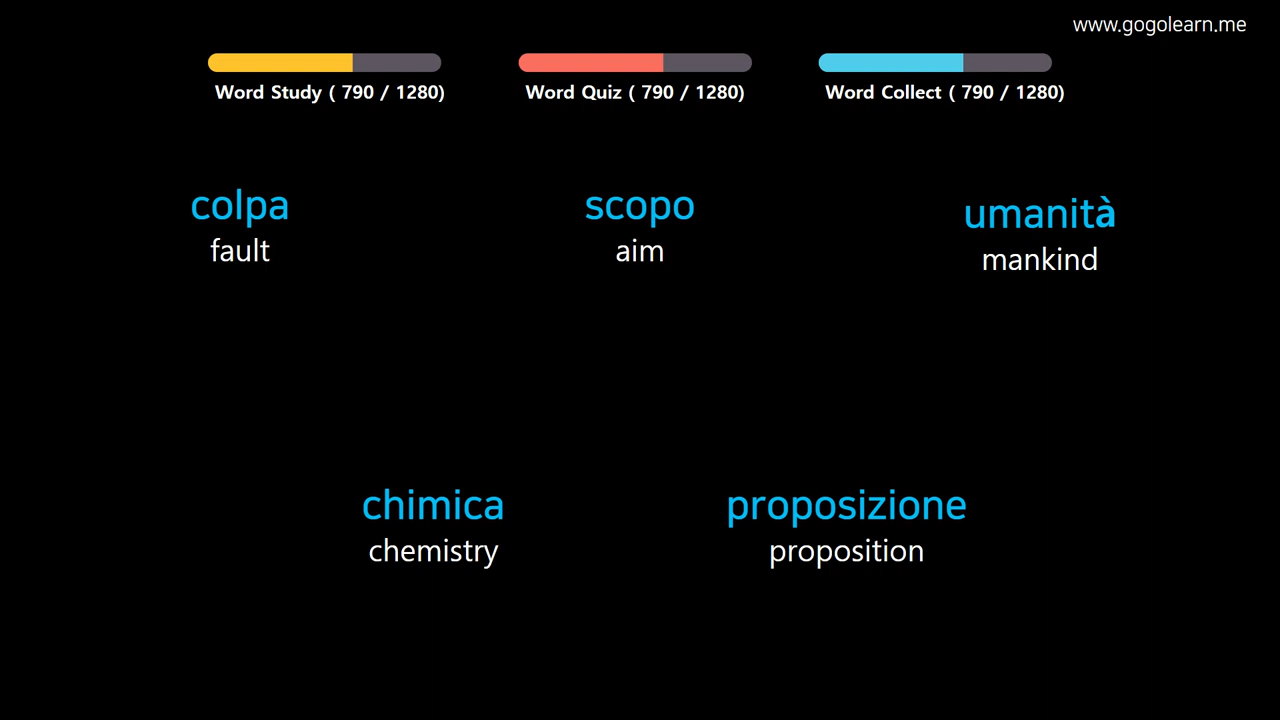 www.gogolearn.me
Word Study ( 790 / 1280)
Word Quiz ( 790 / 1280)
Word Collect ( 790 / 1280)
colpa
fault
scopo
aim
umanità
mankind
chimica
chemistry
proposizione
proposition